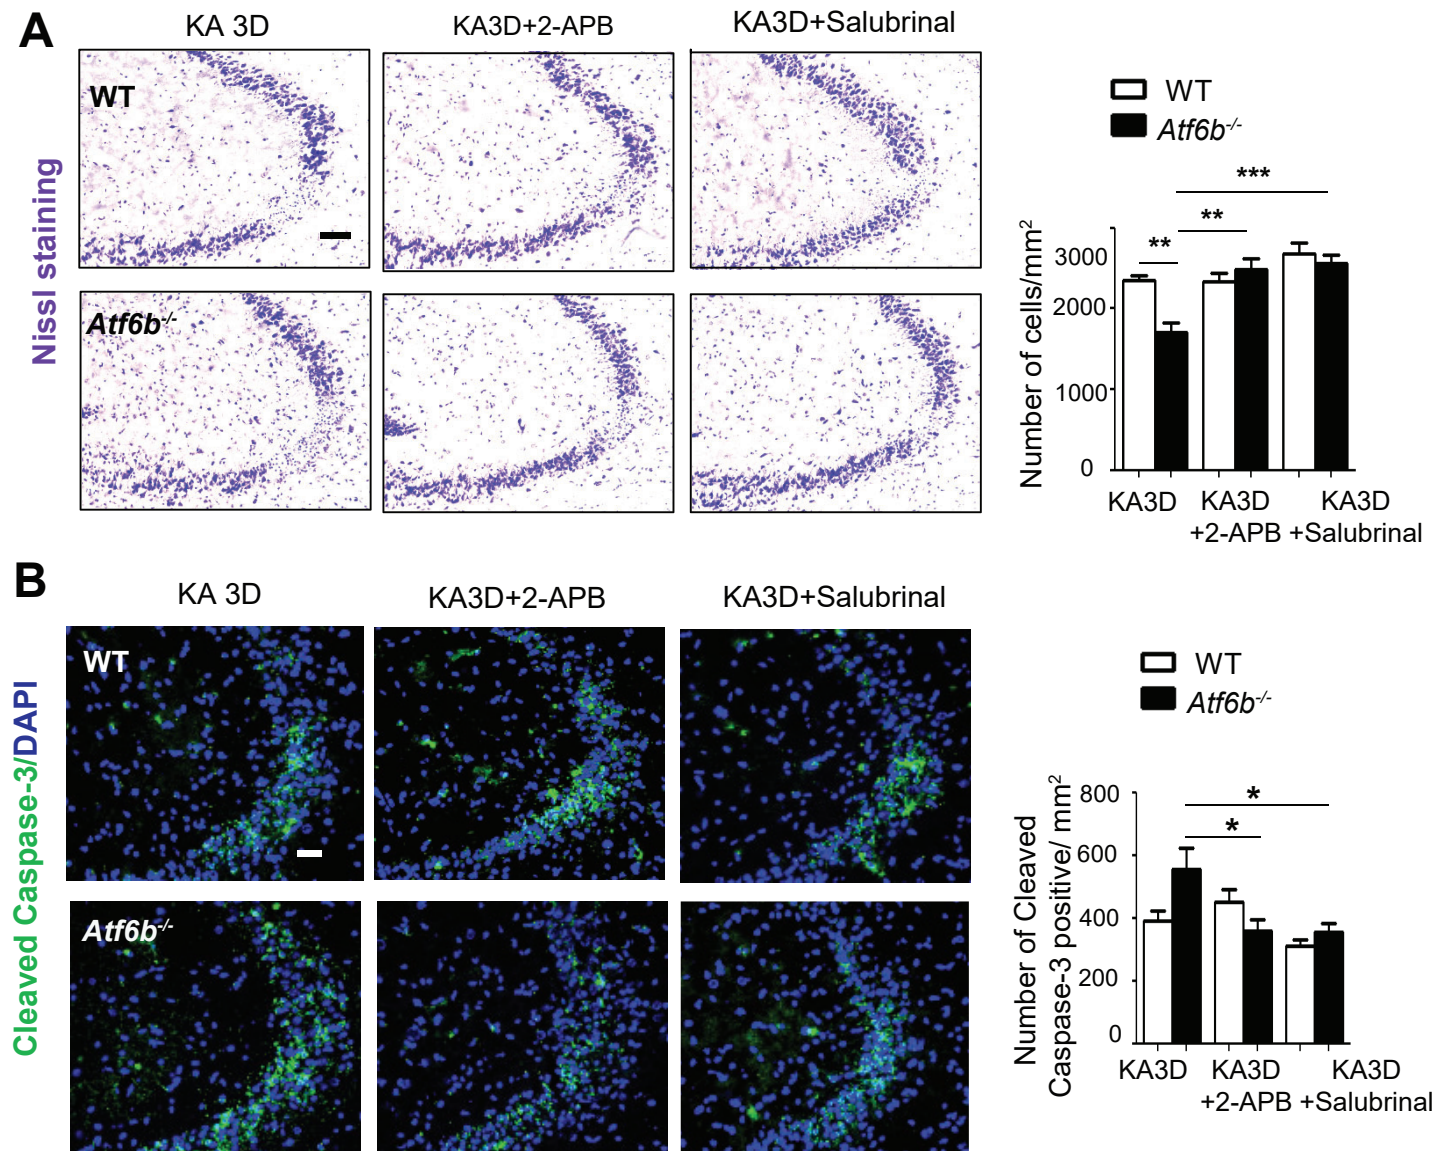 A
KA 3D
KA3D+2-APB
KA3D+Salubrinal
Nissl staining
WT
Atf6b-/-
WT
Atf6b-/-
***
**
**
Number of cells/mm2
3000
2000
1000
0
KA3D
KA3D
KA3D
+2-APB
+Salubrinal
B
KA 3D
KA3D+2-APB
KA3D+Salubrinal
Cleaved Caspase-3/DAPI
WT
Atf6b-/-
WT
Atf6b-/-
*
*
Number of Cleaved
Caspase-3 positive/ mm2
800
600
400
200
0
KA3D
KA3D
KA3D
+2-APB
+Salubrinal